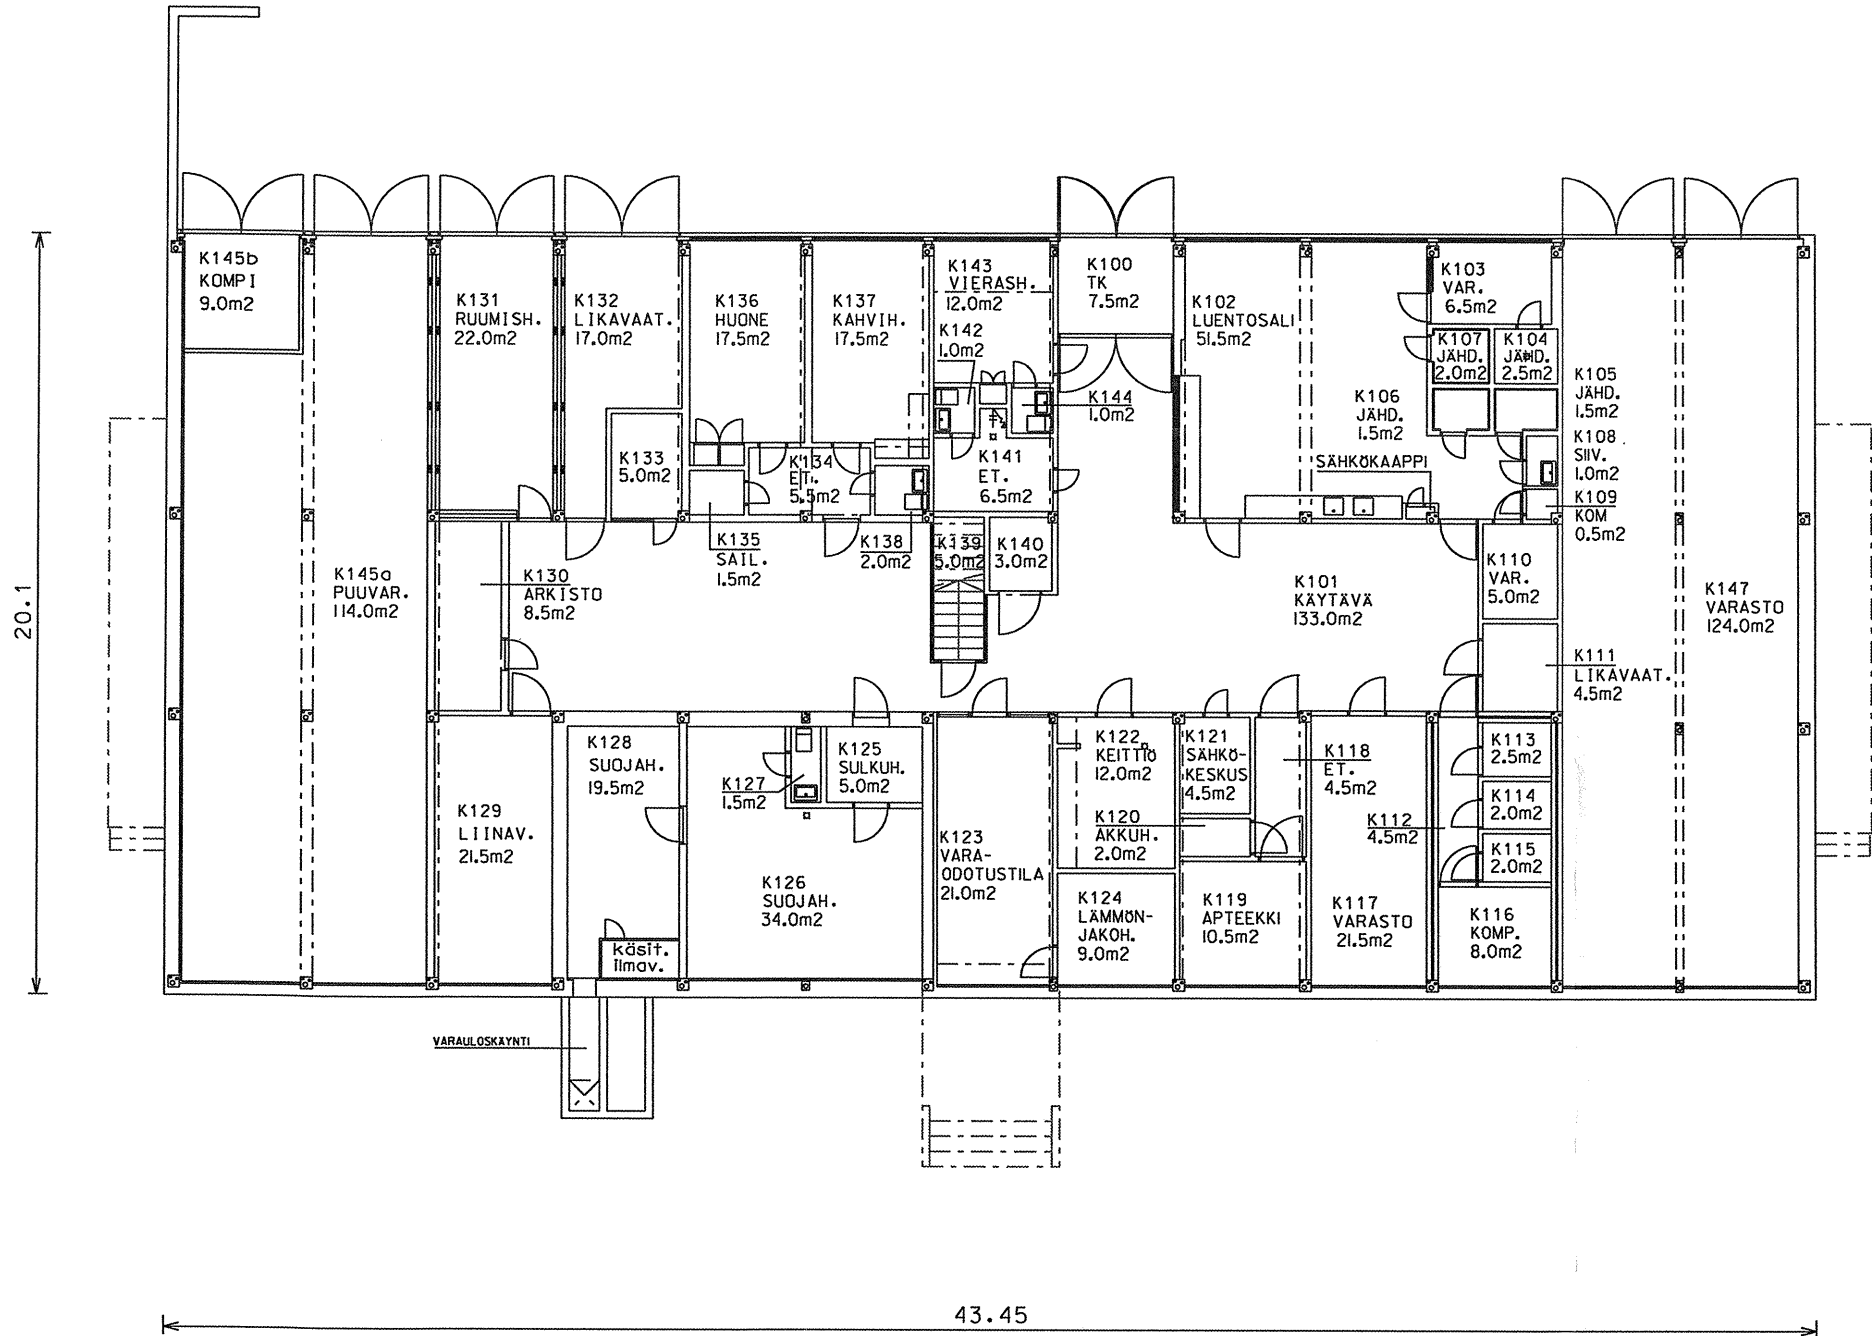 K145b
KOMPI
9.0m2
K131
RUUMISH.
22.0m2
K132
LIKAVAAT.
17.0m2
K136
HUONE
17.5m2
K137
KAHVIH.
17.5m2
K143
VIERASH.
12.0m2
K142
1.0m2
K100
TK
7.5m2
K102
LUENTOSALI
51.5m2
K103
VAR.
6.5m2
K107
JÄHD.
2.0m2
K104
JÄHD.
2.5m2
K105
JÄHD.
1.5m2
K144
1.0m2
K106
JÄHD.
1.5m2
K108
SIIV.
1.0m2
K133
5.0m2
K134
ET.
5.5m2
K141
ET.
6.5m2
SÄHKÖKAAPPI
K109
KOM
0.5m2
K135
SAIL.
1.5m2
K138
2.0m2
K139
5.0m2
K140
3.0m2
K110
VAR.
5.0m2
K145a
PUUVAR.
114.0m2
K130
ARKISTO
8.5m2
K101
KÄYTÄVÄ
133.0m2
K147
VARASTO
124.0m2
20.1
K111
LIKAVAAT.
4.5m2
K128
SUOJAH.
19.5m2
K127
1.5m2
K125
SULKUH.
5.0m2
K122
KEITTIÖ
12.0m2
K121
SÄHKÖ-
KESKUS
4.5m2
K118
ET.
4.5m2
K113
2.5m2
K114
2.0m2
K129
LIINAV.
21.5m2
K120
AKKUH.
2.0m2
K112
4.5m2
K115
2.0m2
K123
VARA-
ODOTUSTILA
21.0m2
K126
SUOJAH.
34.0m2
K124
LÄMMÖN-
JAKOH.
9.0m2
K119
APTEEKKI
10.5m2
K117
VARASTO
21.5m2
K116
KOMP.
8.0m2
käsit.
ilmav.
VARAULOSKÄYNTI
43.45